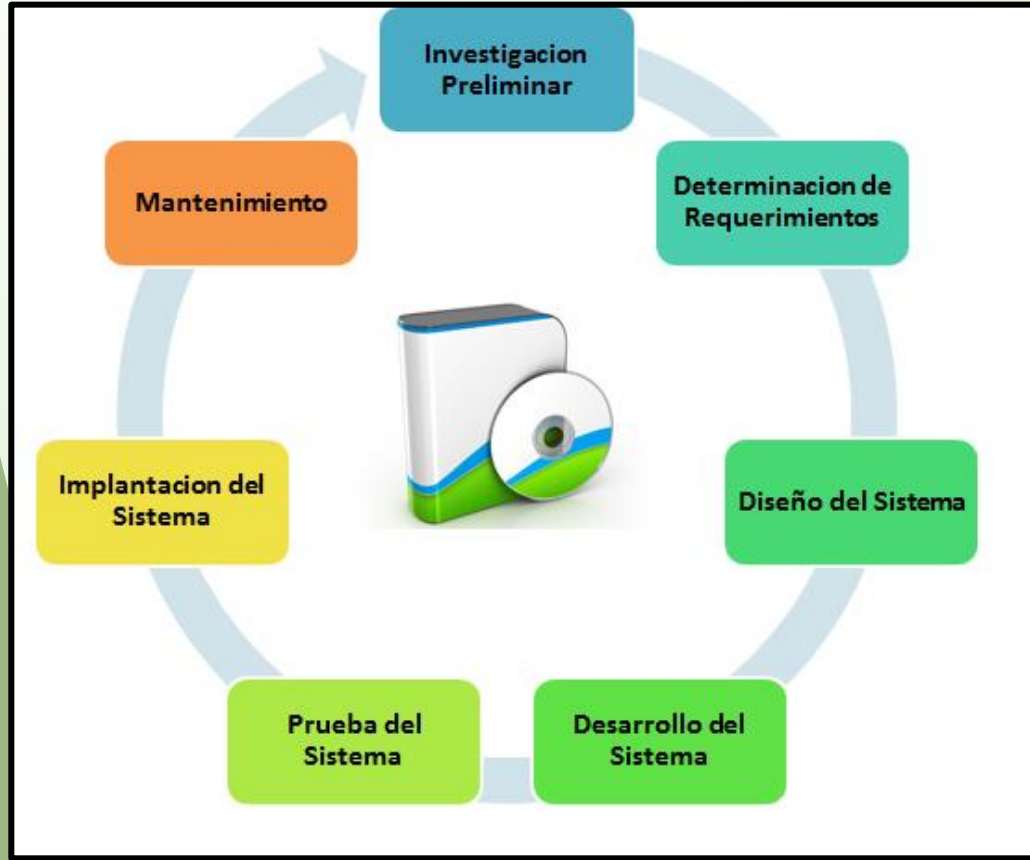 Investigacion
Preliminar
Determinacion de
Requerimientos
Diseño del Sistema
Desarrollo del
Sistema
Prueba del
Sistema
Implantacion del
Sistema
Mantenimiento